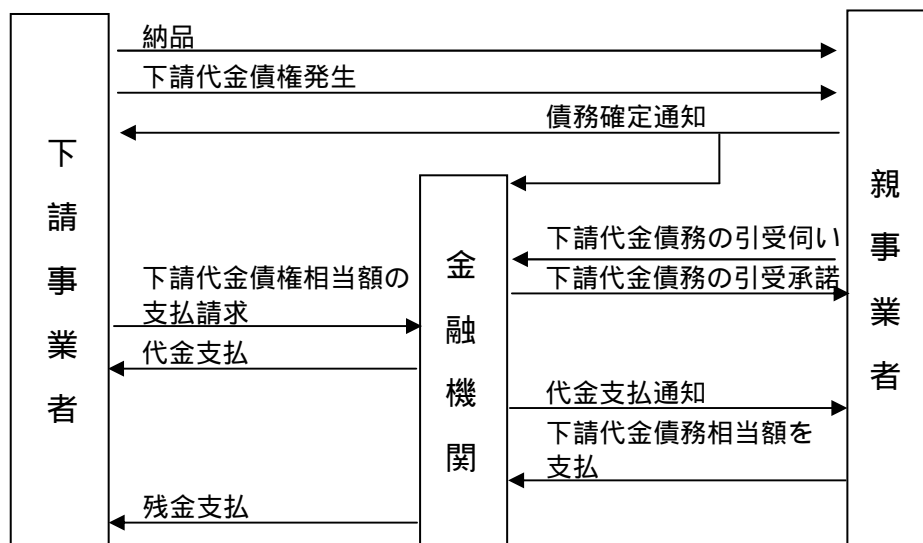 納品
下請代金債権発生
債務確定通知
下請事業者
親事業者
金融機関
下請代金債務の引受伺い
下請代金債務の引受承諾
下請代金債権相当額の
支払請求
代金支払
代金支払通知
下請代金債務相当額を
支払
残金支払